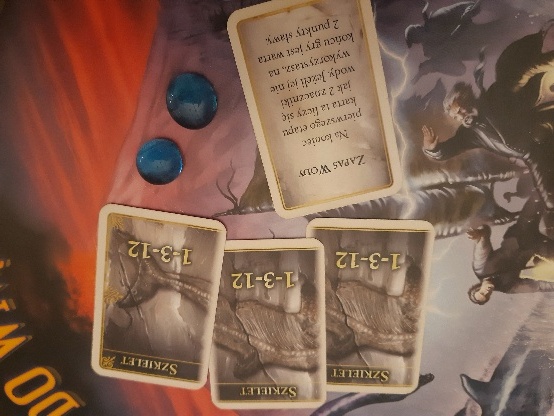 ZAPAS WODY
Na koniec
pierwszego etapu
karta ta liczy się
jak 2 znaczniki
wody. Jeżeli jej nie
wykorzystasz, na
końcu gry jest warta
2 punkty sławy.
SZKIELET
1-3-12
SZKIELET
1-3-12
SZKIELET
1-3-12
DO